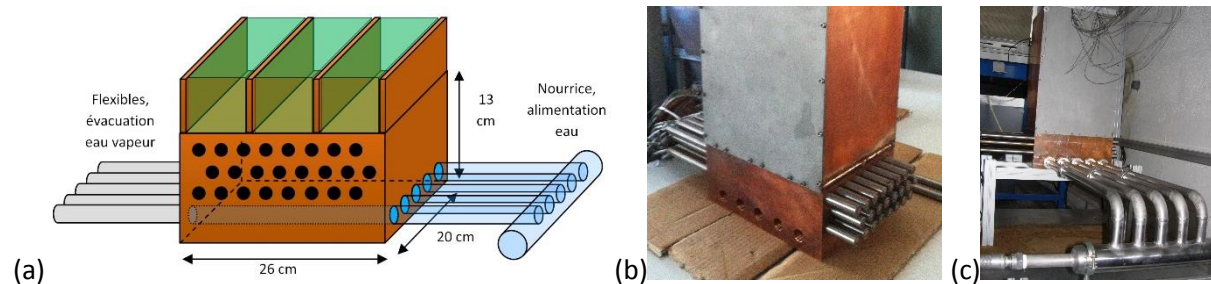 Flexibles,
évacuation
eau vapeur
13
cm
Nourrice,
alimentation
eau
20 cm
26 cm
(a)
(b)
(c)